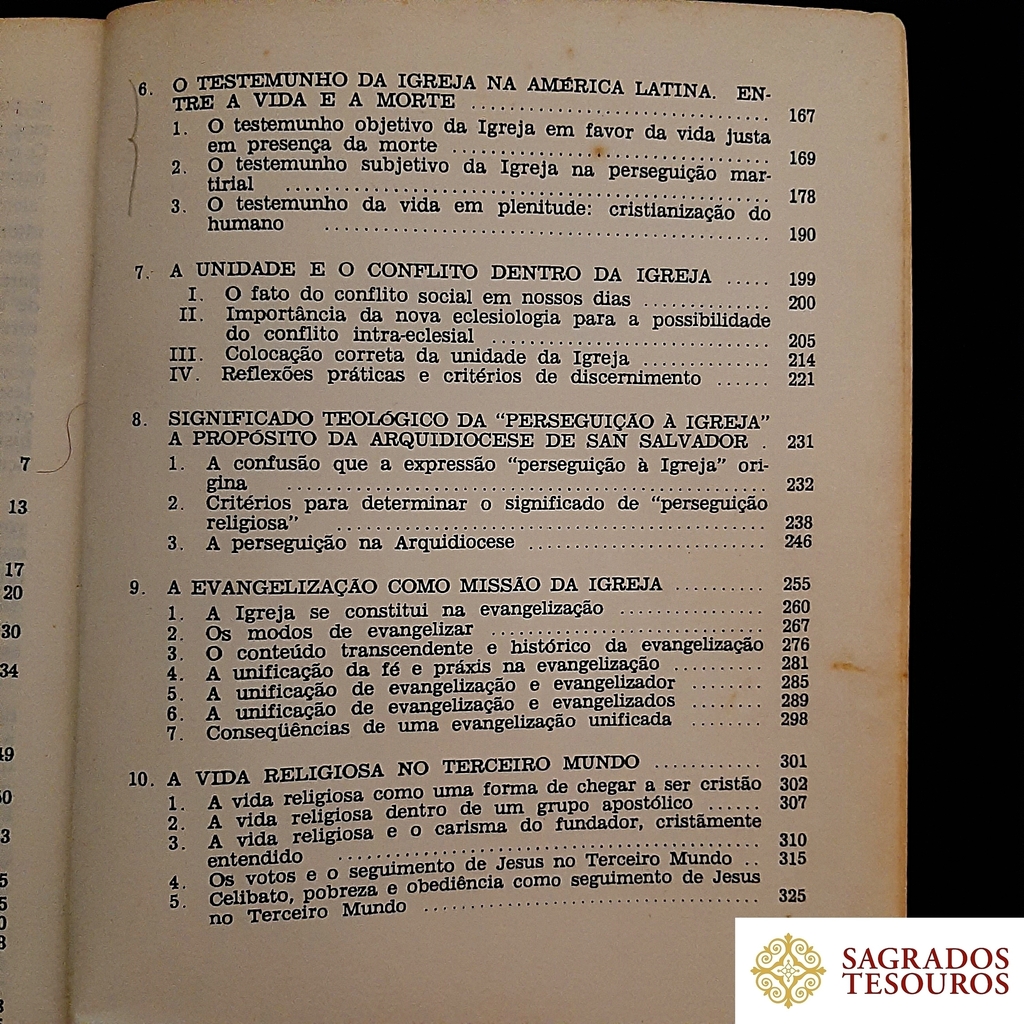 6. O TESTEMUNHO DA IGREJA NA AMÉRICA LATINA. EN-
TRE A VIDA E A MORTE .......... 167
1. O testemunho objetivo da Igreja em favor da vida justa
em presença da morte .......... 169
2. O testemunho subjetivo da Igreja na perseguição mar-
tirial .......... 178
3. O testemunho da vida em plenitude: cristianização do
humano .......... 190
7. A UNIDADE E O CONFLITO DENTRO DA IGREJA ..... 199
I. O fato do conflito social em nossos dias .......... 200
II. Importância da nova eclesiologia para a possibilidade
do conflito intra-eclesial .......... 205
III. Colocação correta da unidade da Igreja .......... 214
IV. Reflexões práticas e critérios de discernimento ...... 221
8. SIGNIFICADO TEOLÓGICO DA "PERSEGUIÇÃO À IGREJA"
A PROPÓSITO DA ARQUIDIOCESE DE SAN SALVADOR . 231
1. A confusão que a expressão "perseguição à Igreja" ori-
gina .......... 232
2. Critérios para determinar o significado de "perseguição
religiosa" .......... 238
3. A perseguição na Arquidiocese .......... 246
9. A EVANGELIZAÇÃO COMO MISSÃO DA IGREJA .......... 255
1. A Igreja se constitui na evangelização .......... 260
2. Os modos de evangelizar .......... 267
3. O conteúdo transcendente e histórico da evangelização 276
4. A unificação da fé e práxis na evangelização .......... 281
5. A unificação de evangelização e evangelizador ........ 285
6. A unificação de evangelização e evangelizados ........ 289
7. Conseqüências de uma evangelização unificada ........ 298
10. A VIDA RELIGIOSA NO TERCEIRO MUNDO .......... 301
1. A vida religiosa como uma forma de chegar a ser cristão 302
2. A vida religiosa dentro de um grupo apostólico ...... 307
3. A vida religiosa e o carisma do fundador, cristãmente
entendido .......... 310
4. Os votos e o seguimento de Jesus no Terceiro Mundo .. 315
5. Celibato, pobreza e obediência como seguimento de Jesus
no Terceiro Mundo .......... 325
7
13
17
20
30
34
SAGRADOS
TESOUROS